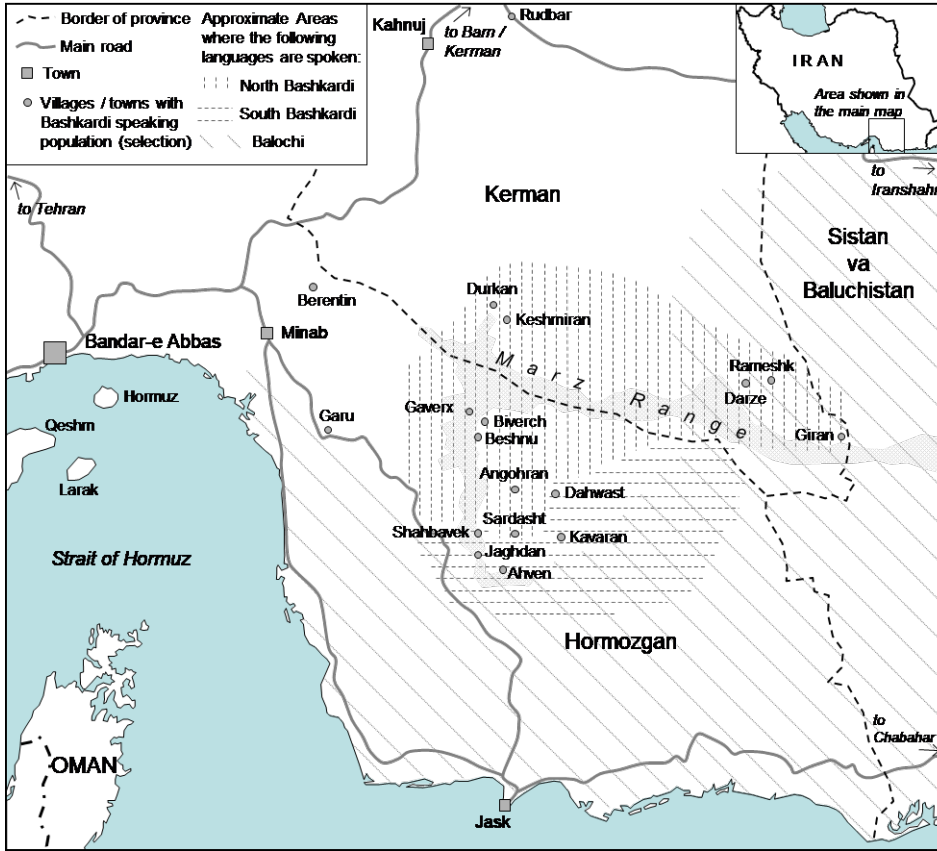 Border of province
Main road
Town
Villages / towns with
Bashkardi speaking
population (selection)
Approximate Areas
where the following
languages are spoken:
North Bashkardi
South Bashkardi
Balochi
Kahnuj
to Barn /
Kerman
Rudbar
IRAN
Area shown in
the main map
to
Iranshahr
to Tehran
Kerman
Sistan
va
Baluchistan
Berentin
Durkan
Keshmiran
Minab
Bandar-e Abbas
Marz Range
Rameshk
Darze
Hormuz
Qeshm
Garu
Gaverx
Biverch
Beshnu
Giran
Larak
Angohran
Dahwast
Sardasht
Shahbavek
Kavaran
Strait of Hormuz
Jaghdan
Ahven
Hormozgan
to
Chabahar
OMAN
Jask